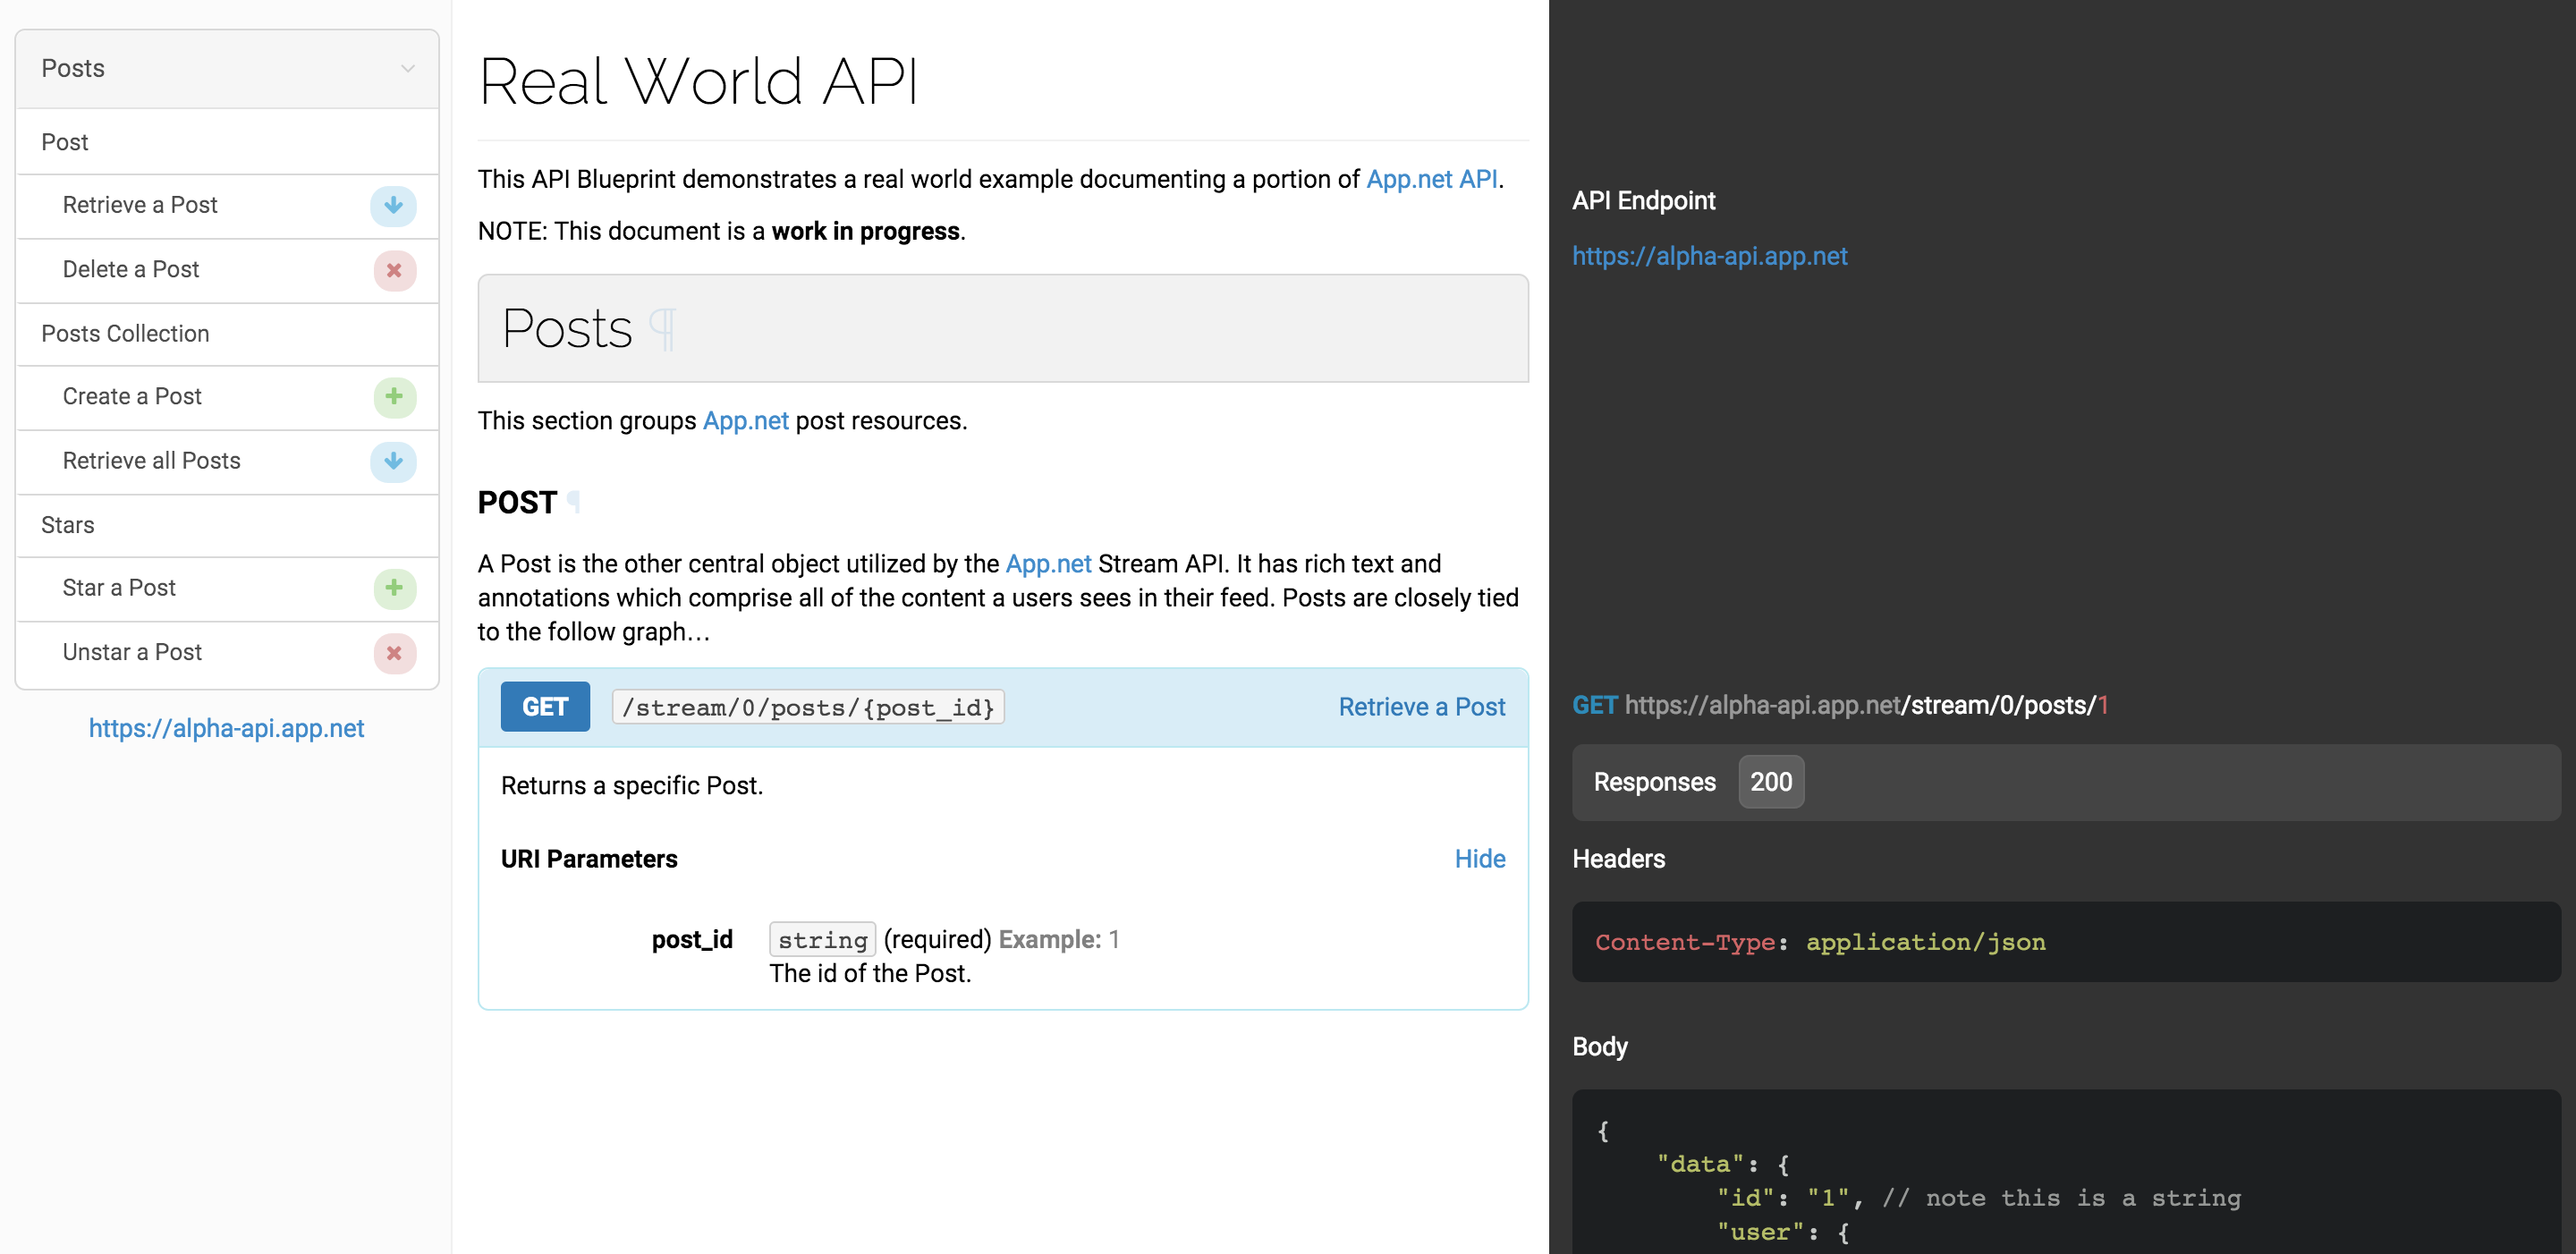 Posts
Post
Retrieve a Post
Delete a Post
Posts Collection
Create a Post
Retrieve all Posts
Stars
Star a Post
Unstar a Post
https://alpha-api.app.net
Real World API
This API Blueprint demonstrates a real world example documenting a portion of App.net API.
NOTE: This document is a work in progress.
Posts ¶
This section groups App.net post resources.
POST ¶
A Post is the other central object utilized by the App.net Stream API. It has rich text and
annotations which comprise all of the content a users sees in their feed. Posts are closely tied
to the follow graph…
GET /stream/0/posts/{post_id} Retrieve a Post
Returns a specific Post.
URI Parameters Hide
post_id string (required) Example: 1
The id of the Post.
API Endpoint
https://alpha-api.app.net
GET https://alpha-api.app.net/stream/0/posts/1
Responses 200
Headers
Content-Type: application/json
Body
{
"data": {
"id": "1", // note this is a string
"user": {